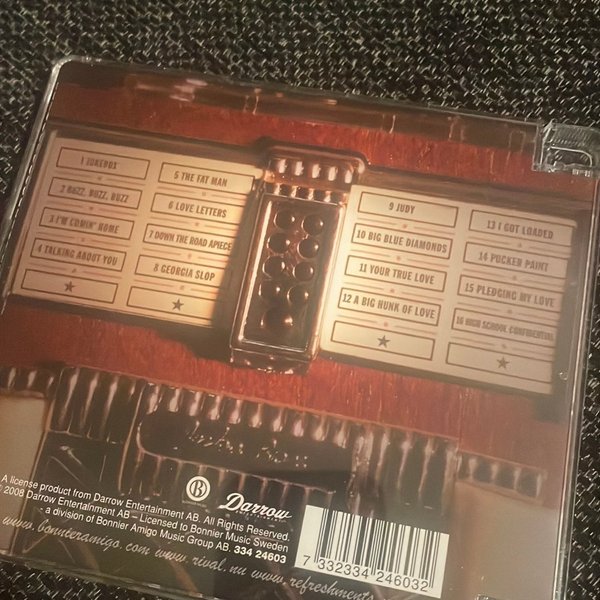 1 JUKEBOX
2 BUZZ, BUZZ, BUZZ
3 I'M COMIN' HOME
4 TALKING ABOUT YOU
5 THE FAT MAN
6 LOVE LETTERS
7 DOWN THE ROAD APIECE
8 GEORGIA SLOP
9 JUDY
10 BIG BLUE DIAMONDS
11 YOUR TRUE LOVE
12 A BIG HUNK OF LOVE
13 I GOT LOADED
14 PUCKER PAINT
15 PLEDGING MY LOVE
16 HIGH SCHOOL CONFIDENTIAL
B Darrow
A license product from Darrow Entertainment AB. All Rights Reserved.
2008 Darrow Entertainment AB – Licensed to Bonnier Music Sweden
- a division of Bonnier Amigo Music Group AB. 334 24603
www.bonnieramigo.com www.rival.nu www.refreshments
7 332334 246032